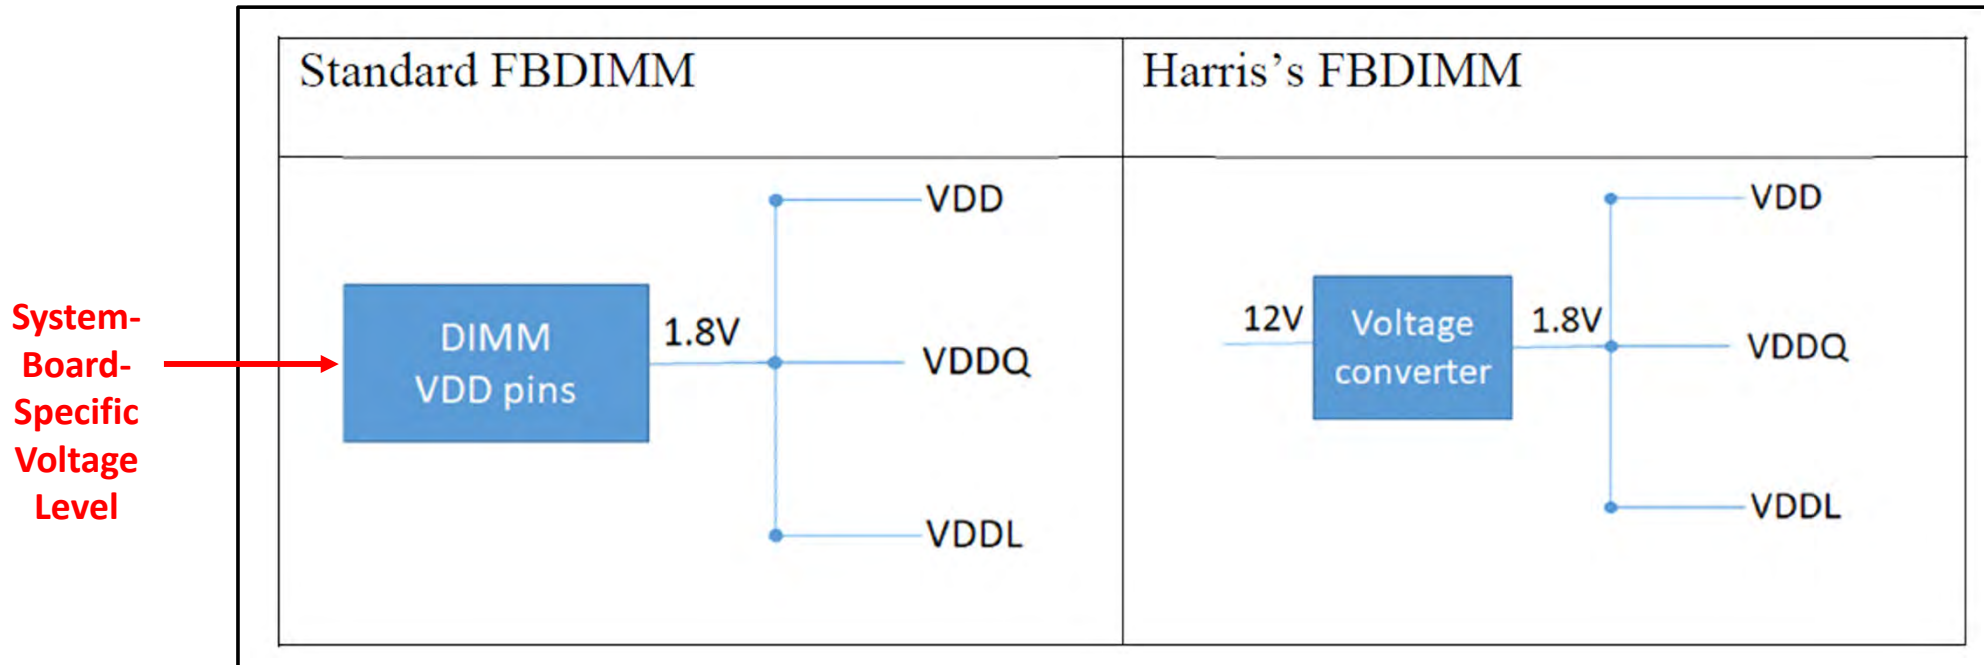 Standard FBDIMM
Harris's FBDIMM
System-
Board-
Specific
Voltage
Level
DIMM
VDD pins
1.8V
VDD
VDDQ
VDDL
12V
Voltage
converter
1.8V
VDD
VDDQ
VDDL